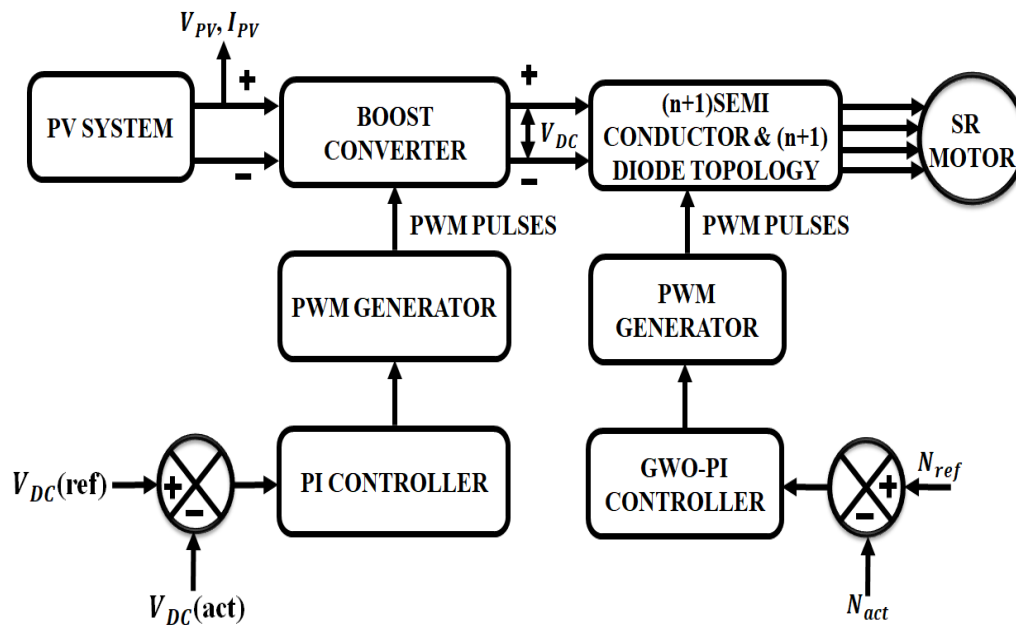 V_PV, I_PV
+
+
PV SYSTEM
BOOST
CONVERTER
V_DC
(n+1)SEMI
CONDUCTOR & (n+1)
DIODE TOPOLOGY
SR
MOTOR
-
-
PWM PULSES
PWM PULSES
PWM GENERATOR
PWM
GENERATOR
V_DC(ref)
+
-
PI CONTROLLER
GWO-PI
CONTROLLER
+
-
N_ref
V_DC(act)
N_act